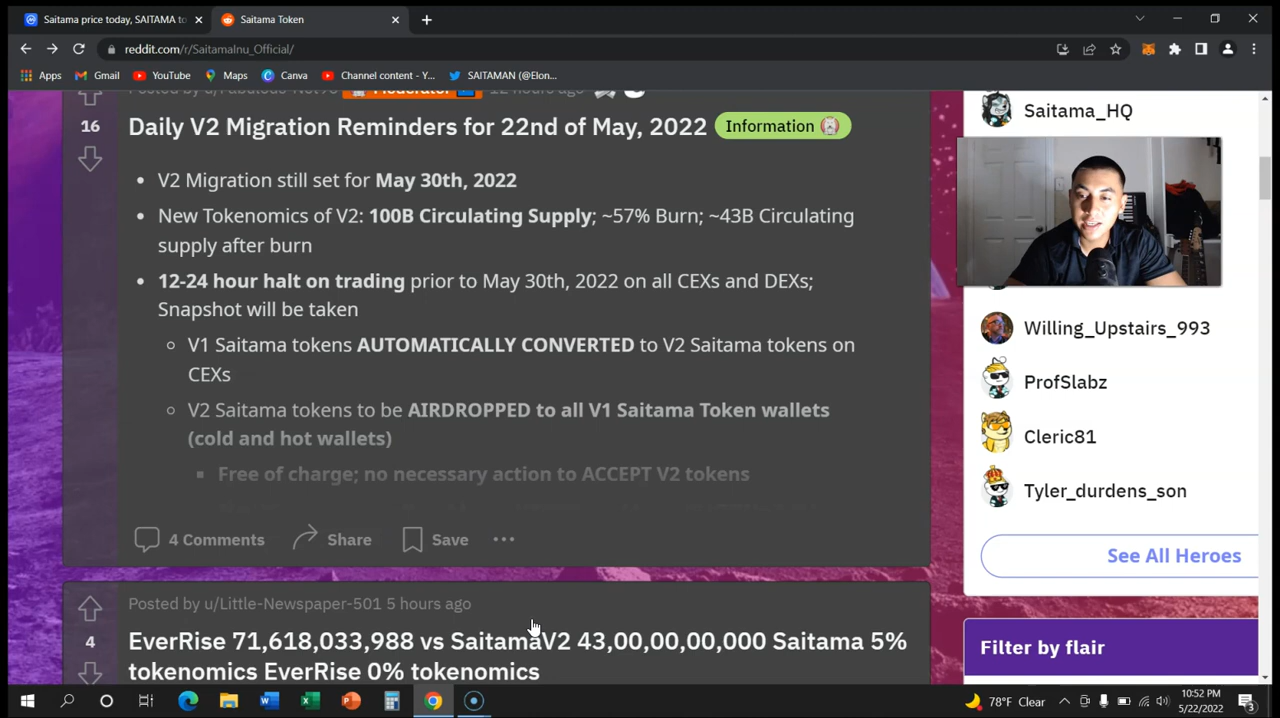 Saitama price today, SAITAMA to
Saitama Token
reddit.com/r/SaitamaInu_Official/
Apps
Gmail
YouTube
Maps
Canva
Channel content - Y...
SAITAMAN (@Elon...
12 hours ago
16
Daily V2 Migration Reminders for 22nd of May, 2022
Information
• V2 Migration still set for May 30th, 2022
• New Tokenomics of V2: 100B Circulating Supply; ~57% Burn; ~43B Circulating
supply after burn
• 12-24 hour halt on trading prior to May 30th, 2022 on all CEXs and DEXs;
Snapshot will be taken
V1 Saitama tokens AUTOMATICALLY CONVERTED to V2 Saitama tokens on
CEXs
V2 Saitama tokens to be AIRDROPPED to all V1 Saitama Token wallets
(cold and hot wallets)
Free of charge; no necessary action to ACCEPT V2 tokens
4 Comments
Share
Save
Posted by u/Little-Newspaper-501 5 hours ago
4
EverRise 71,618,033,988 vs SaitamaV2 43,00,00,00,000 Saitama 5%
tokenomics EverRise 0% tokenomics
Saitama_HQ
Willing_Upstairs_993
ProfSlabz
Cleric81
Tyler_durdens_son
See All Heroes
Filter by flair
78°F Clear
10:52 PM
5/22/2022
3